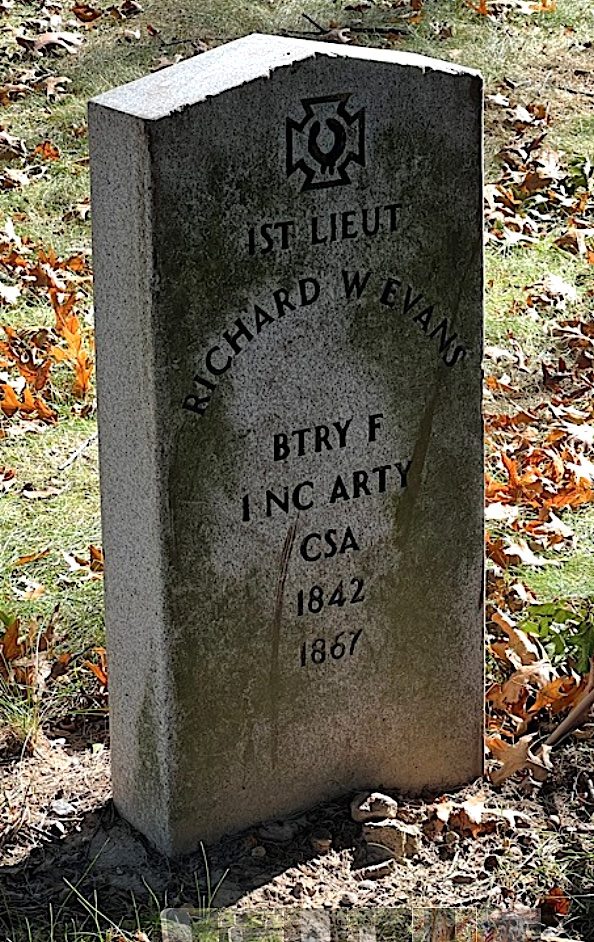 1ST LIEUT
RICHARD W EVANS
BTRY F
1 NC ARTY
CSA
1842
1867